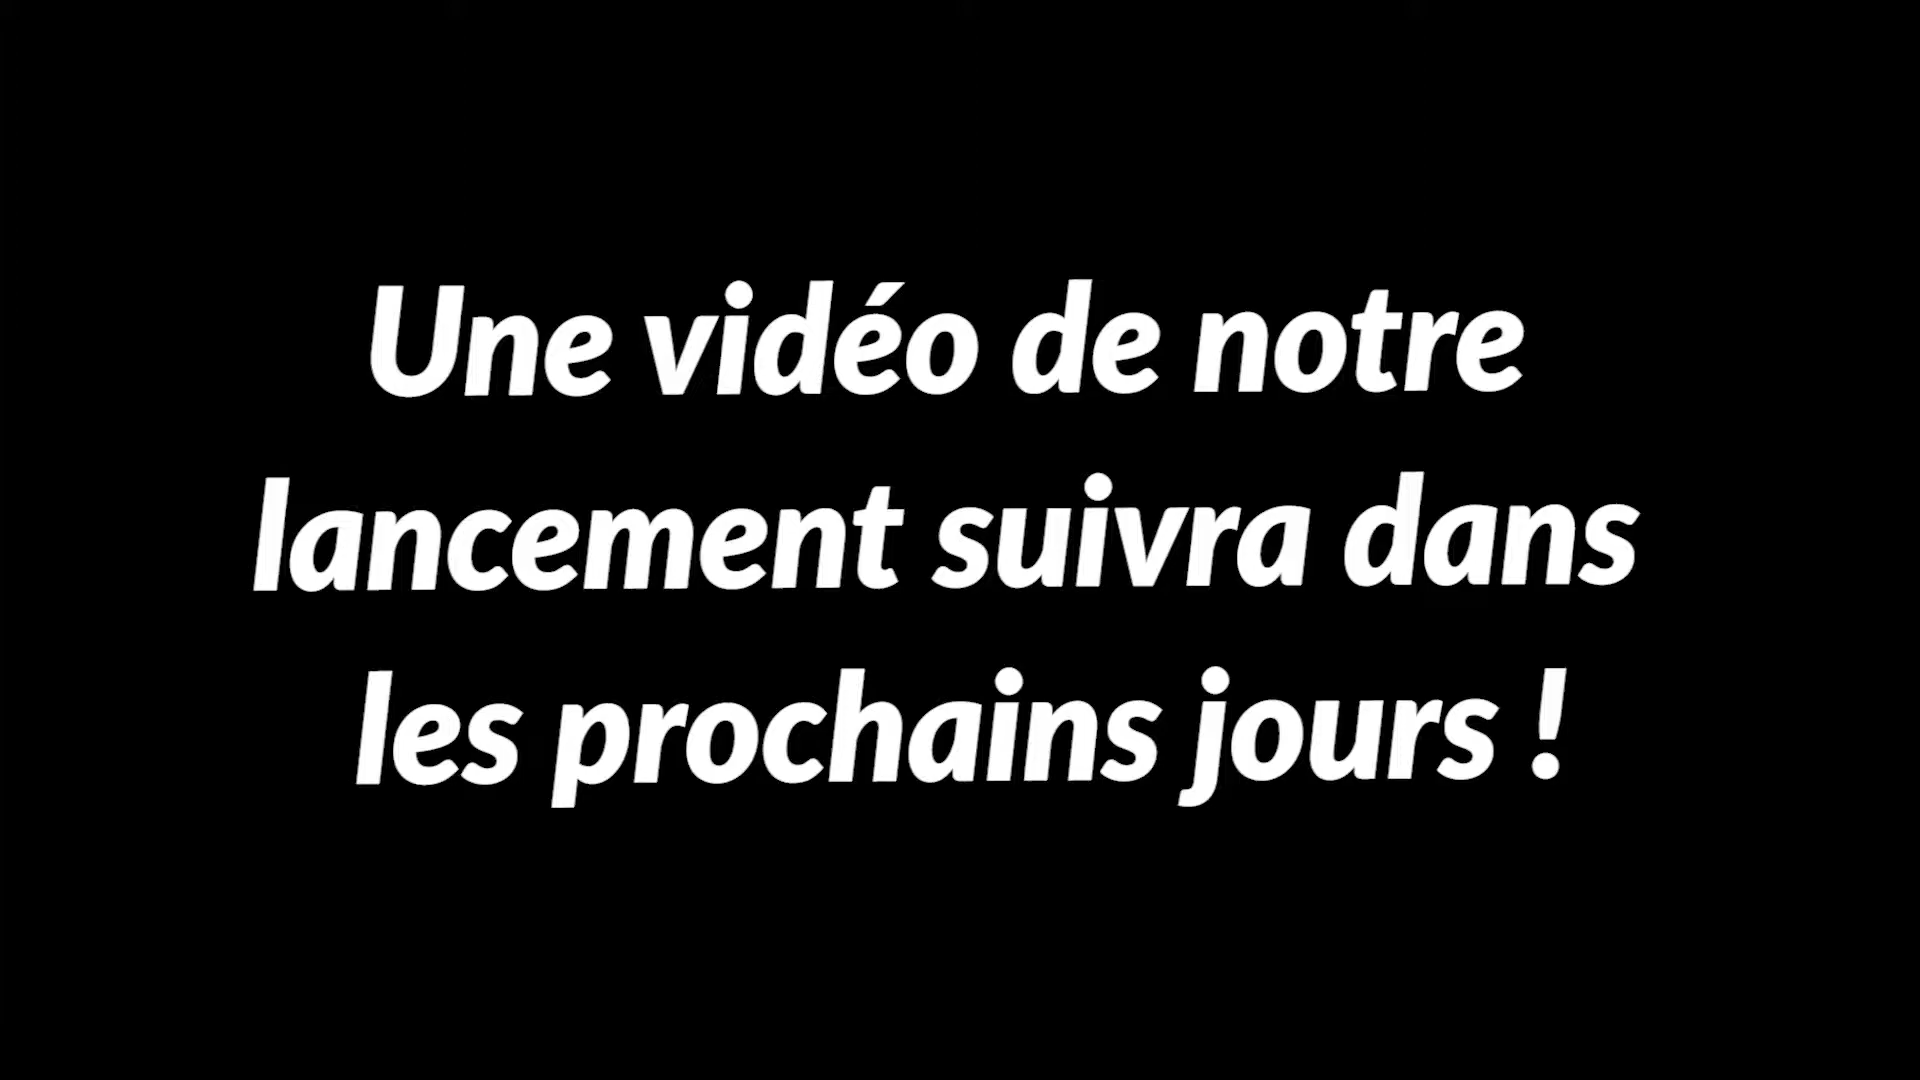 Une vidéo de notre
lancement suivra dans
les prochains jours !